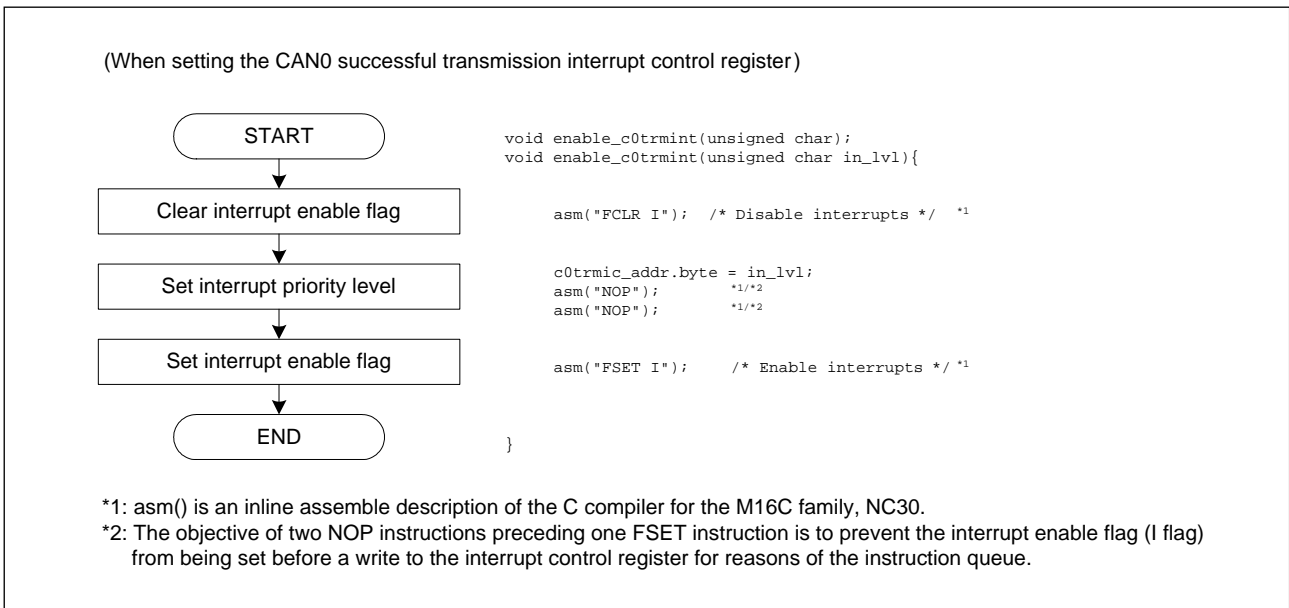 (When setting the CAN0 successful transmission interrupt control register)
START
Clear interrupt enable flag
Set interrupt priority level
Set interrupt enable flag
END
void enable_c0trmint(unsigned char);
void enable_c0trmint(unsigned char in_lvl){
asm("FCLR I"); /* Disable interrupts */ *1
c0trmic_addr.byte = in_lvl;
asm("NOP"); *1/*2
asm("NOP"); *1/*2
asm("FSET I"); /* Enable interrupts */ *1
}
*1: asm() is an inline assemble description of the C compiler for the M16C family, NC30.
*2: The objective of two NOP instructions preceding one FSET instruction is to prevent the interrupt enable flag (I flag)
from being set before a write to the interrupt control register for reasons of the instruction queue.